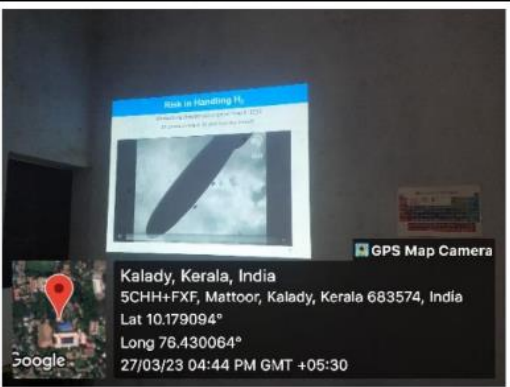 Risk in Handling H₂
GPS Map Camera
Kalady, Kerala, India
5CHH+FXF, Mattoor, Kalady, Kerala 683574, India
Lat 10.179094°
Long 76.430064°
27/03/23 04:44 PM GMT +05:30
Google